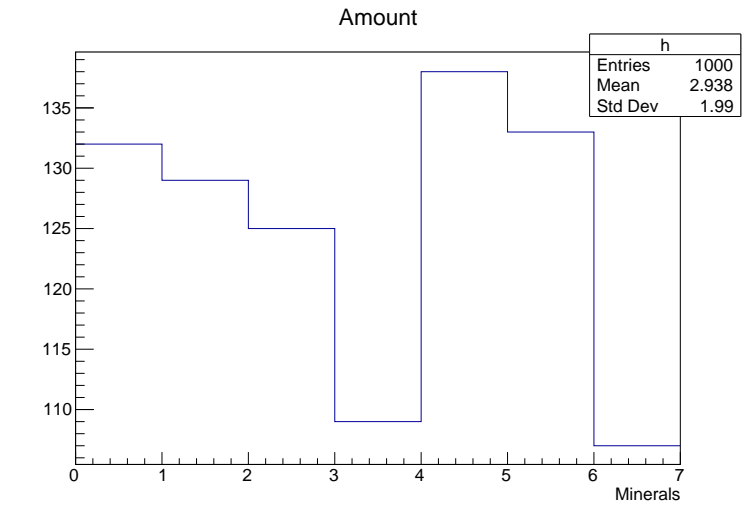 Amount
h
Entries 1000
Mean 2.938
Std Dev 1.99
135
130
125
120
115
110
0 1 2 3 4 5 6 7
Minerals